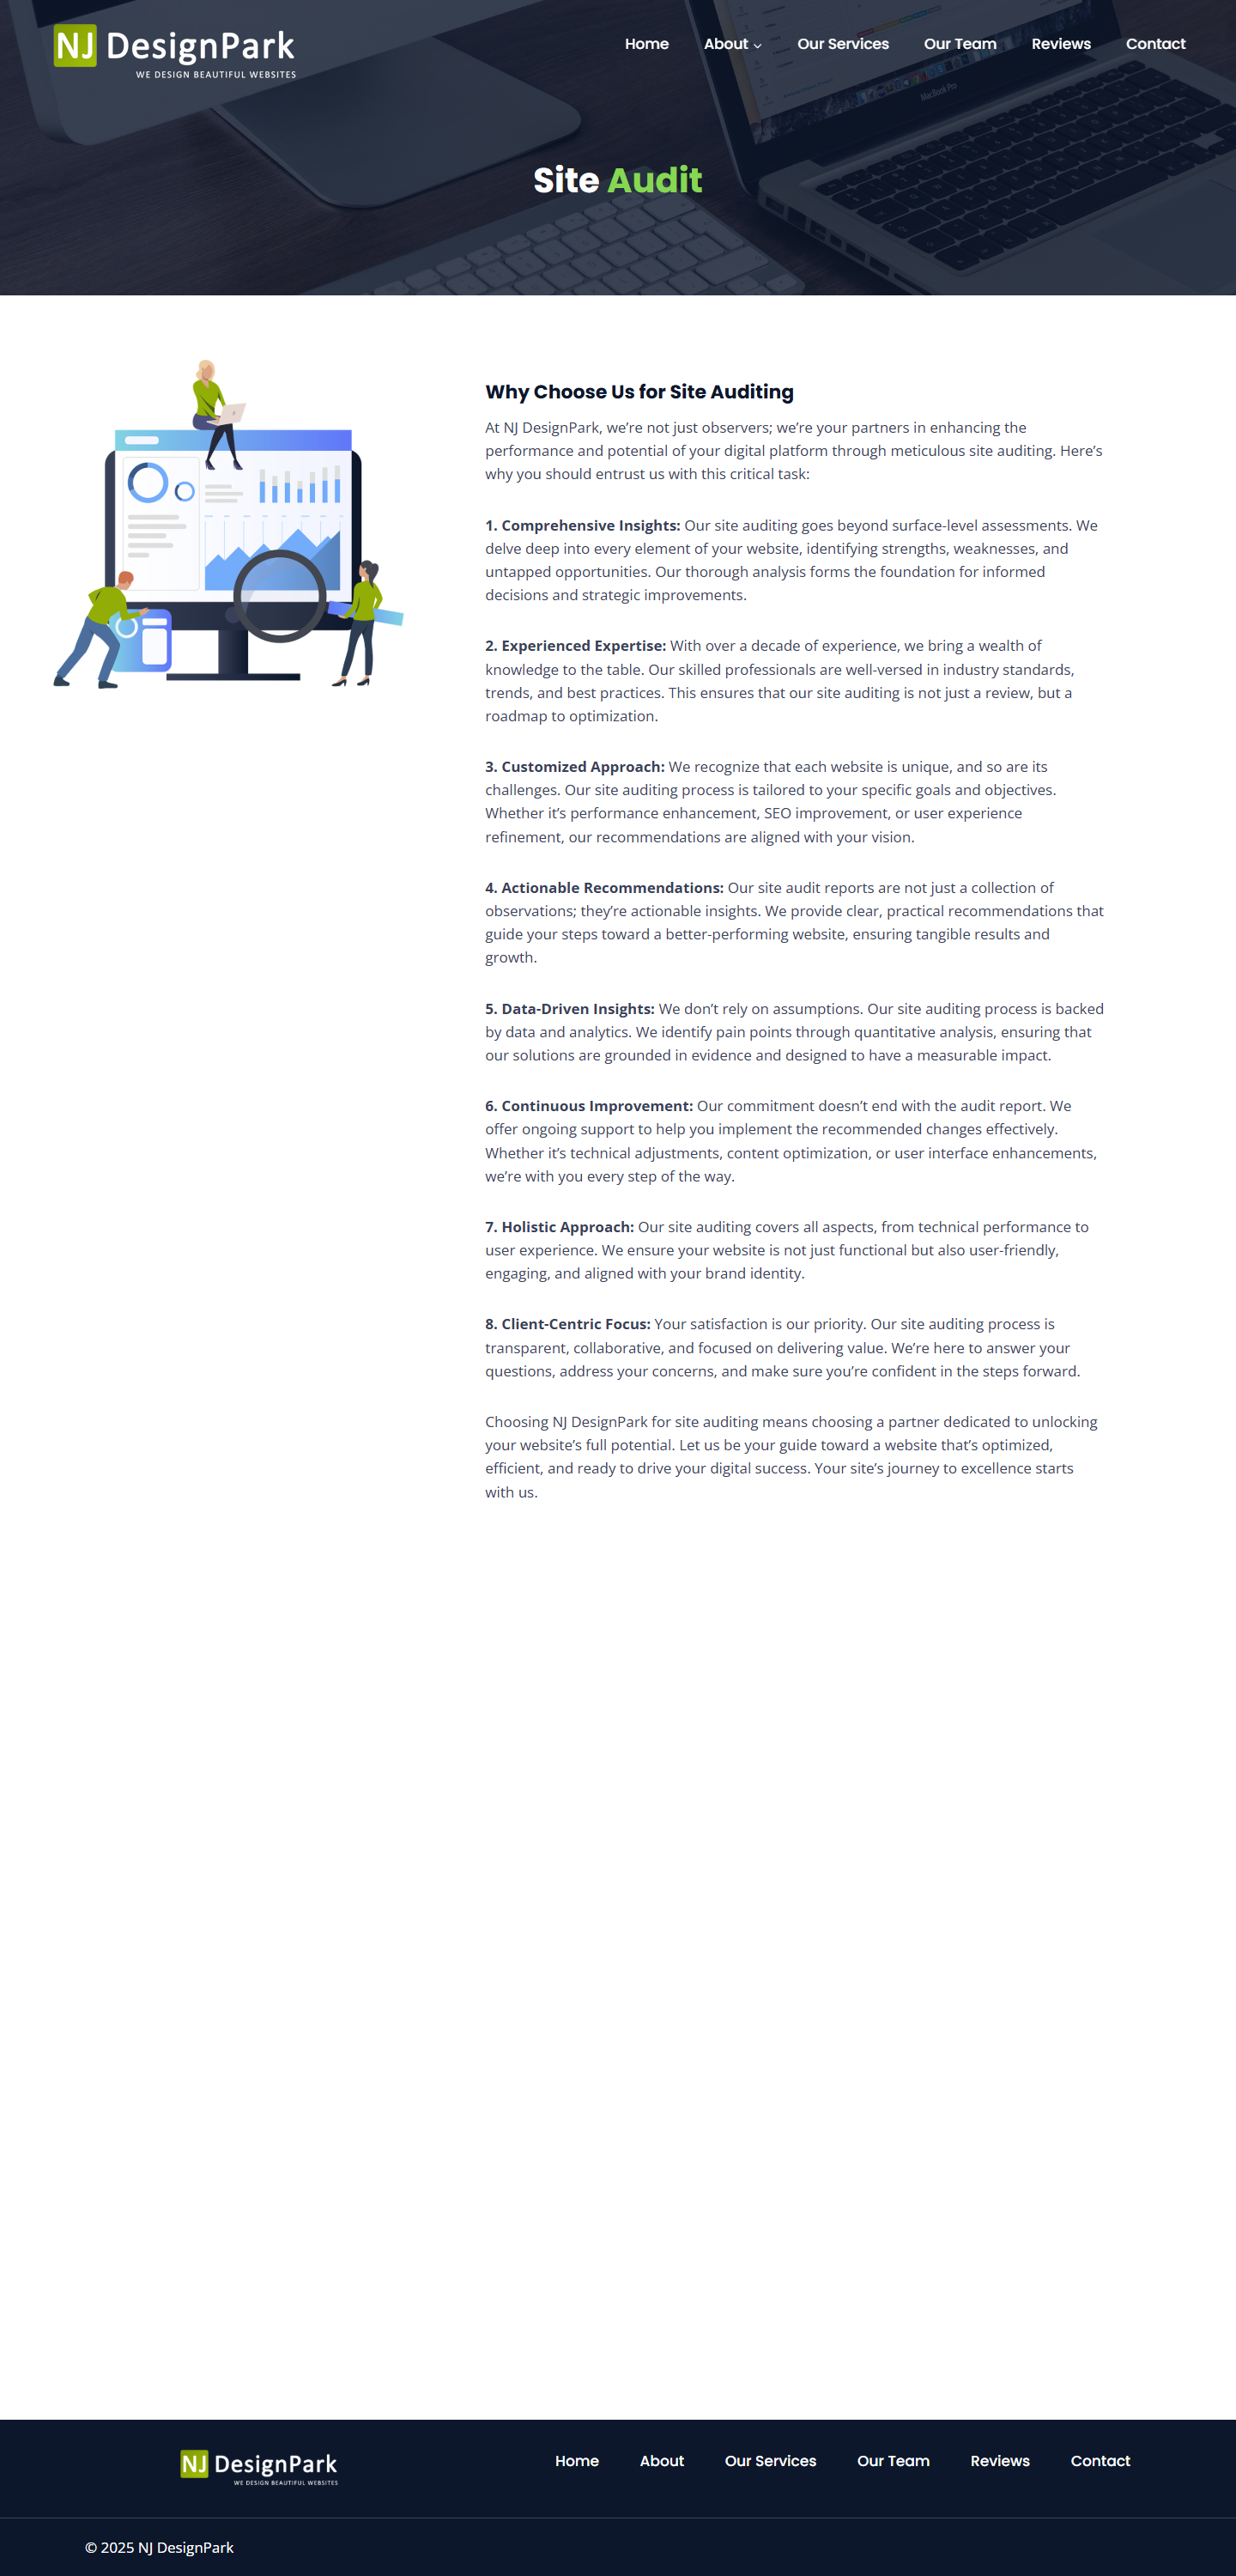 NJ DesignPark
WE DESIGN BEAUTIFUL WEBSITES
Home About Our Services Our Team Reviews Contact
MacBook Pro
Site Audit
Why Choose Us for Site Auditing
At NJ DesignPark, we’re not just observers; we’re your partners in enhancing the
performance and potential of your digital platform through meticulous site auditing. Here’s
why you should entrust us with this critical task:
1. Comprehensive Insights: Our site auditing goes beyond surface-level assessments. We
delve deep into every element of your website, identifying strengths, weaknesses, and
untapped opportunities. Our thorough analysis forms the foundation for informed
decisions and strategic improvements.
2. Experienced Expertise: With over a decade of experience, we bring a wealth of
knowledge to the table. Our skilled professionals are well-versed in industry standards,
trends, and best practices. This ensures that our site auditing is not just a review, but a
roadmap to optimization.
3. Customized Approach: We recognize that each website is unique, and so are its
challenges. Our site auditing process is tailored to your specific goals and objectives.
Whether it’s performance enhancement, SEO improvement, or user experience
refinement, our recommendations are aligned with your vision.
4. Actionable Recommendations: Our site audit reports are not just a collection of
observations; they’re actionable insights. We provide clear, practical recommendations that
guide your steps toward a better-performing website, ensuring tangible results and
growth.
5. Data-Driven Insights: We don’t rely on assumptions. Our site auditing process is backed
by data and analytics. We identify pain points through quantitative analysis, ensuring that
our solutions are grounded in evidence and designed to have a measurable impact.
6. Continuous Improvement: Our commitment doesn’t end with the audit report. We
offer ongoing support to help you implement the recommended changes effectively.
Whether it’s technical adjustments, content optimization, or user interface enhancements,
we’re with you every step of the way.
7. Holistic Approach: Our site auditing covers all aspects, from technical performance to
user experience. We ensure your website is not just functional but also user-friendly,
engaging, and aligned with your brand identity.
8. Client-Centric Focus: Your satisfaction is our priority. Our site auditing process is
transparent, collaborative, and focused on delivering value. We’re here to answer your
questions, address your concerns, and make sure you’re confident in the steps forward.
Choosing NJ DesignPark for site auditing means choosing a partner dedicated to unlocking
your website’s full potential. Let us be your guide toward a website that’s optimized,
efficient, and ready to drive your digital success. Your site’s journey to excellence starts
with us.
NJ DesignPark
WE DESIGN BEAUTIFUL WEBSITES
Home About Our Services Our Team Reviews Contact
© 2025 NJ DesignPark